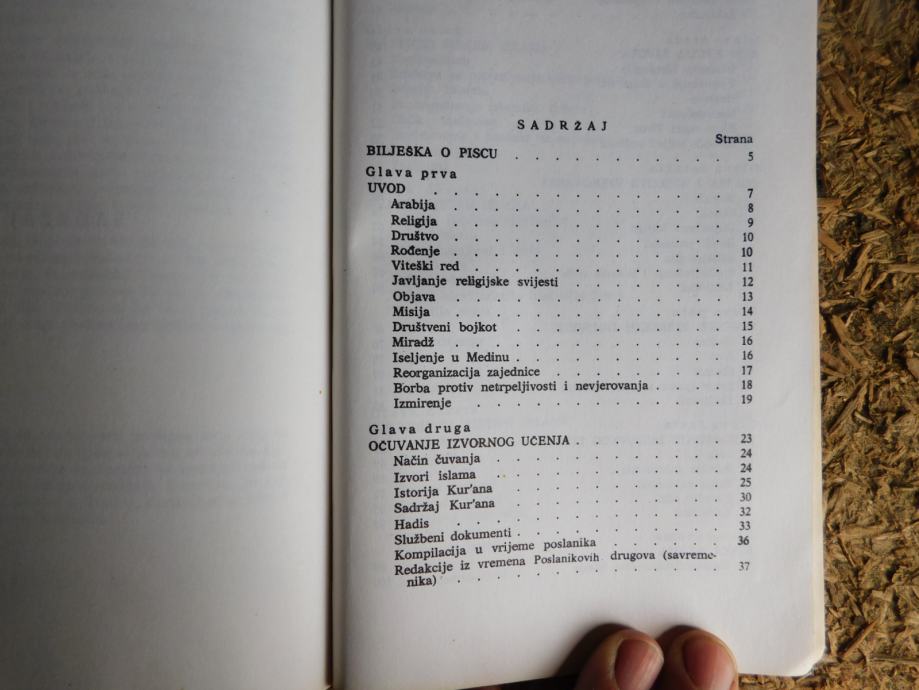 SADRŽAJ
Strana
BILJEŠKA O PISCU . . . . . . . . . . . . 5
Glava prva
UVOD . . . . . . . . . . . . . . . 7
Arabija . . . . . . . . . . . . . . 8
Religija . . . . . . . . . . . . . . 9
Društvo . . . . . . . . . . . . . . 10
Rođenje . . . . . . . . . . . . . . 10
Viteški red . . . . . . . . . . . . . 11
Javljanje religijske svijesti . . . . . . . . 12
Objava . . . . . . . . . . . . . . 13
Misija . . . . . . . . . . . . . . 14
Društveni bojkot . . . . . . . . . . . 15
Miradž . . . . . . . . . . . . . . 16
Iseljenje u Medinu . . . . . . . . . . . 16
Reorganizacija zajednice . . . . . . . . . 17
Borba protiv netrpeljivosti i nevjerovanja . . . . 18
Izmirenje . . . . . . . . . . . . . 19
Glava druga
OČUVANJE IZVORNOG UČENJA . . . . . . . . 23
Način čuvanja . . . . . . . . . . . . 24
Izvori islama . . . . . . . . . . . . 24
Istorija Kur'ana . . . . . . . . . . . 25
Sadržaj Kur'ana . . . . . . . . . . . 30
Hadis . . . . . . . . . . . . . . 32
Službeni dokumenti . . . . . . . . . . . 33
Kompilacija u vrijeme poslanika . . . . . . 36
Redakcije iz vremena Poslanikovih drugova (savreme-
nika) . . . . . . . . . . . . . . 37